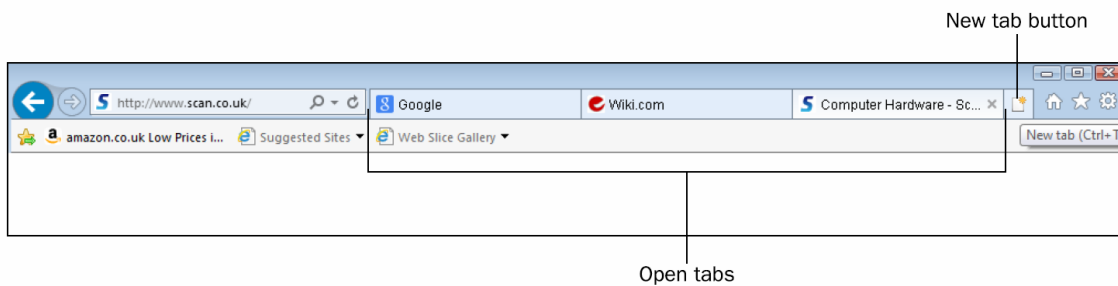 New tab button
http://www.scan.co.uk/
Google
Wiki.com
Computer Hardware - Sc...
amazon.co.uk Low Prices i...
Suggested Sites
Web Slice Gallery
New tab (Ctrl+T
Open tabs